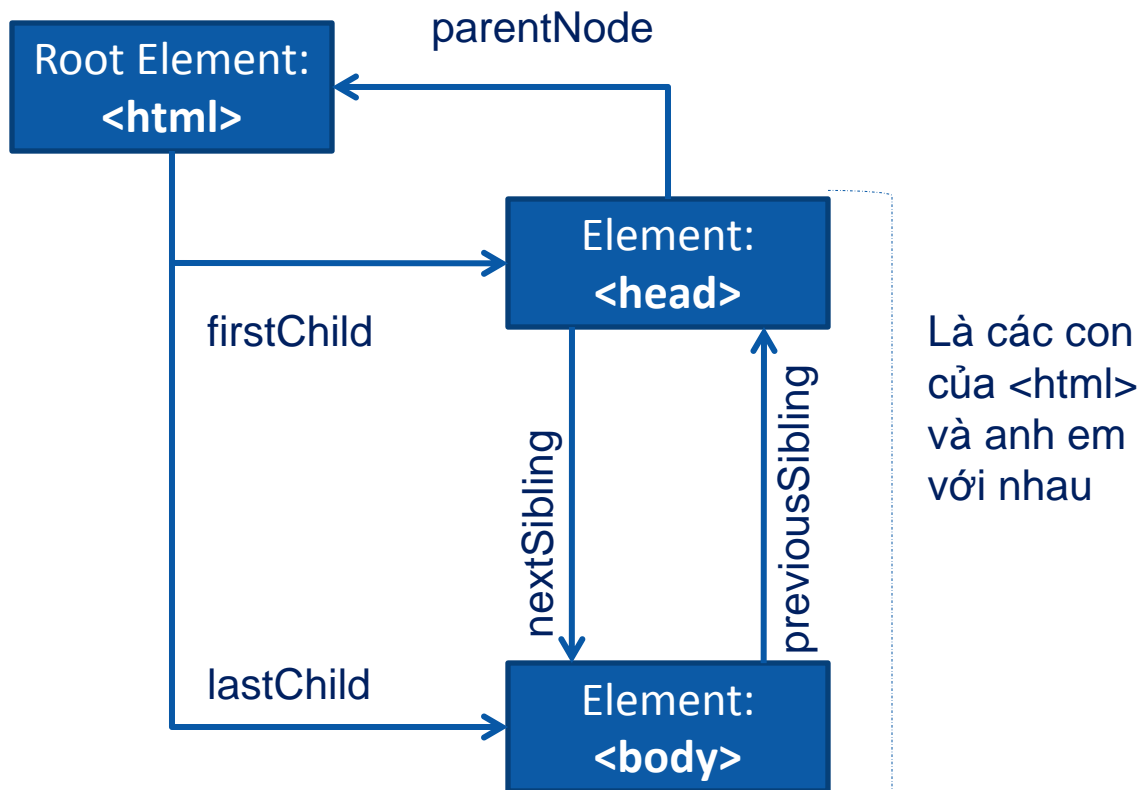 parentNode
Root Element:
<html>
Element:
<head>
firstChild
Là các con
của <html>
và anh em
với nhau
nextSibling
previousSibling
lastChild
Element:
<body>